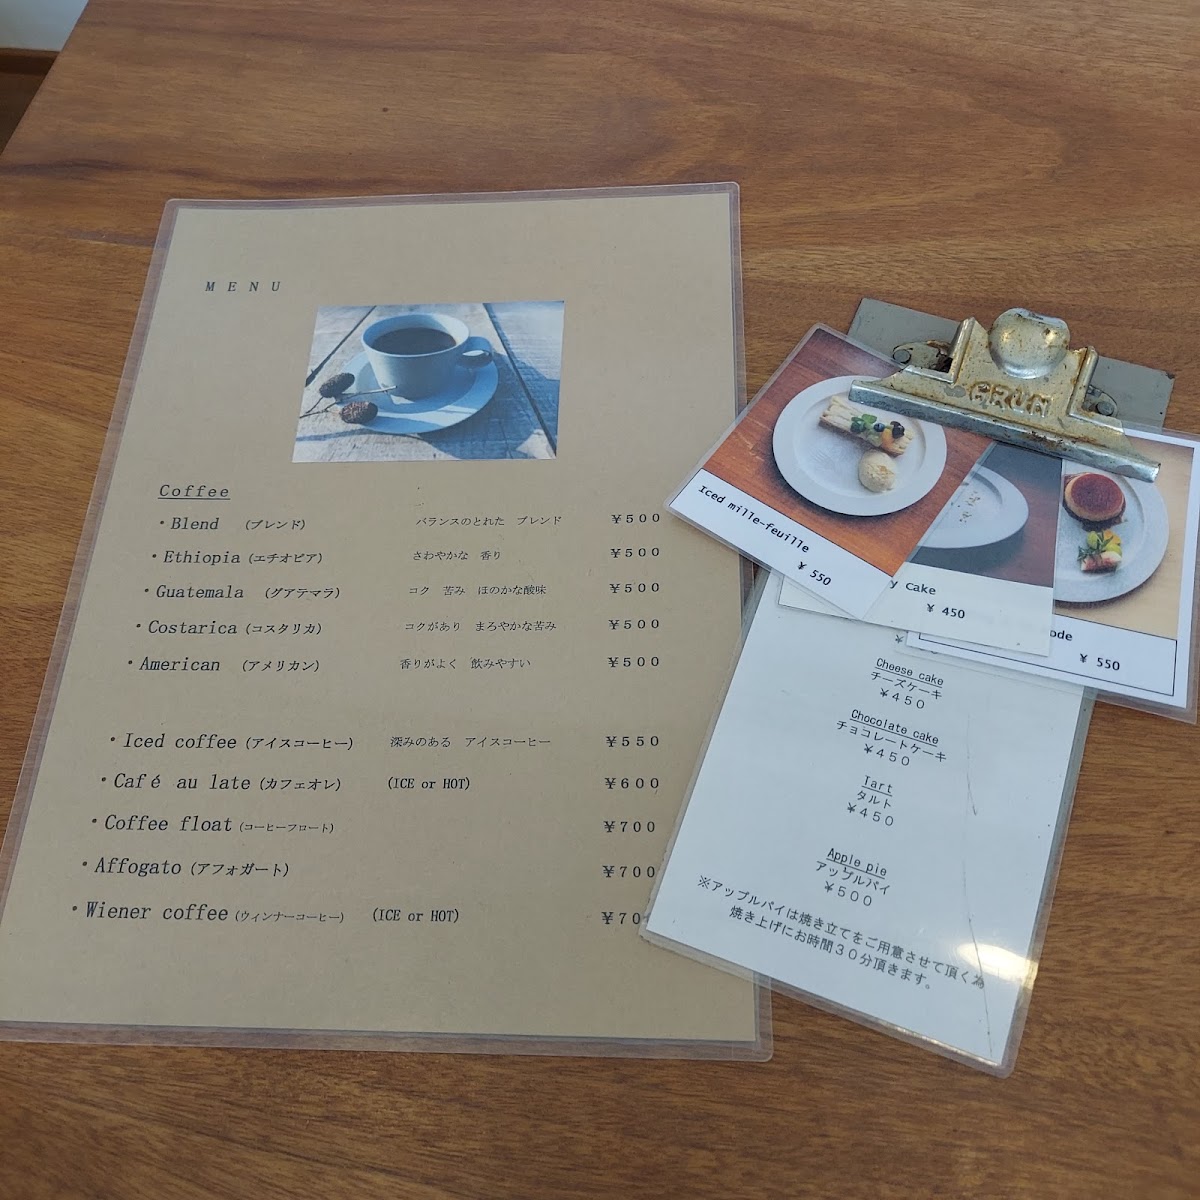 MENU
Coffee
・Blend (ブレンド) バランスのとれた ブレンド ¥500
・Ethiopia (エチオピア) さわやかな 香り ¥500
・Guatemala (グアテマラ) コク 苦み ほのかな酸味 ¥500
・Costarica (コスタリカ) コクがあり まろやかな苦み ¥500
・American (アメリカン) 香りがよく 飲みやすい ¥500
・Iced coffee (アイスコーヒー) 深みのある アイスコーヒー ¥550
・Café au late (カフェオレ) (ICE or HOT) ¥600
・Coffee float (コーヒーフロート) ¥700
・Affogato (アフォガート) ¥700
・Wiener coffee (ウィンナーコーヒー) (ICE or HOT) ¥70
CRUN
Iced mille-feuille
¥ 550
y Cake
¥ 450
ode
¥ 550
Cheese cake
チーズケーキ
¥450
Chocolate cake
チョコレートケーキ
¥450
Tart
タルト
¥450
Apple pie
アップルパイ
¥500
※アップルパイは焼き立てをご用意させて頂く為
焼き上げにお時間30分頂きます。